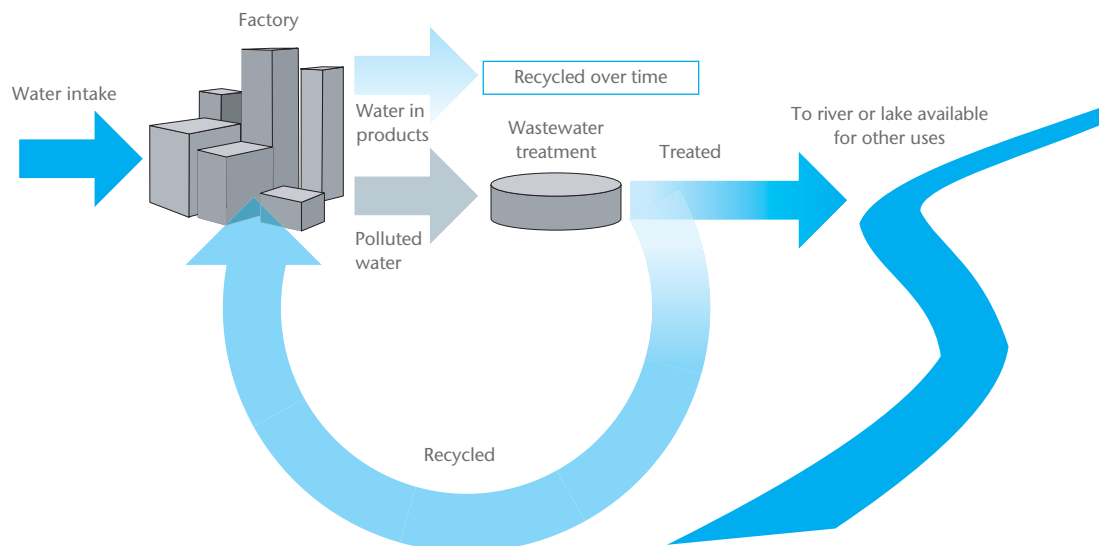 Factory
Water intake
Recycled over time
Water in
products
Wastewater
treatment
Treated
To river or lake available
for other uses
Polluted
water
Recycled